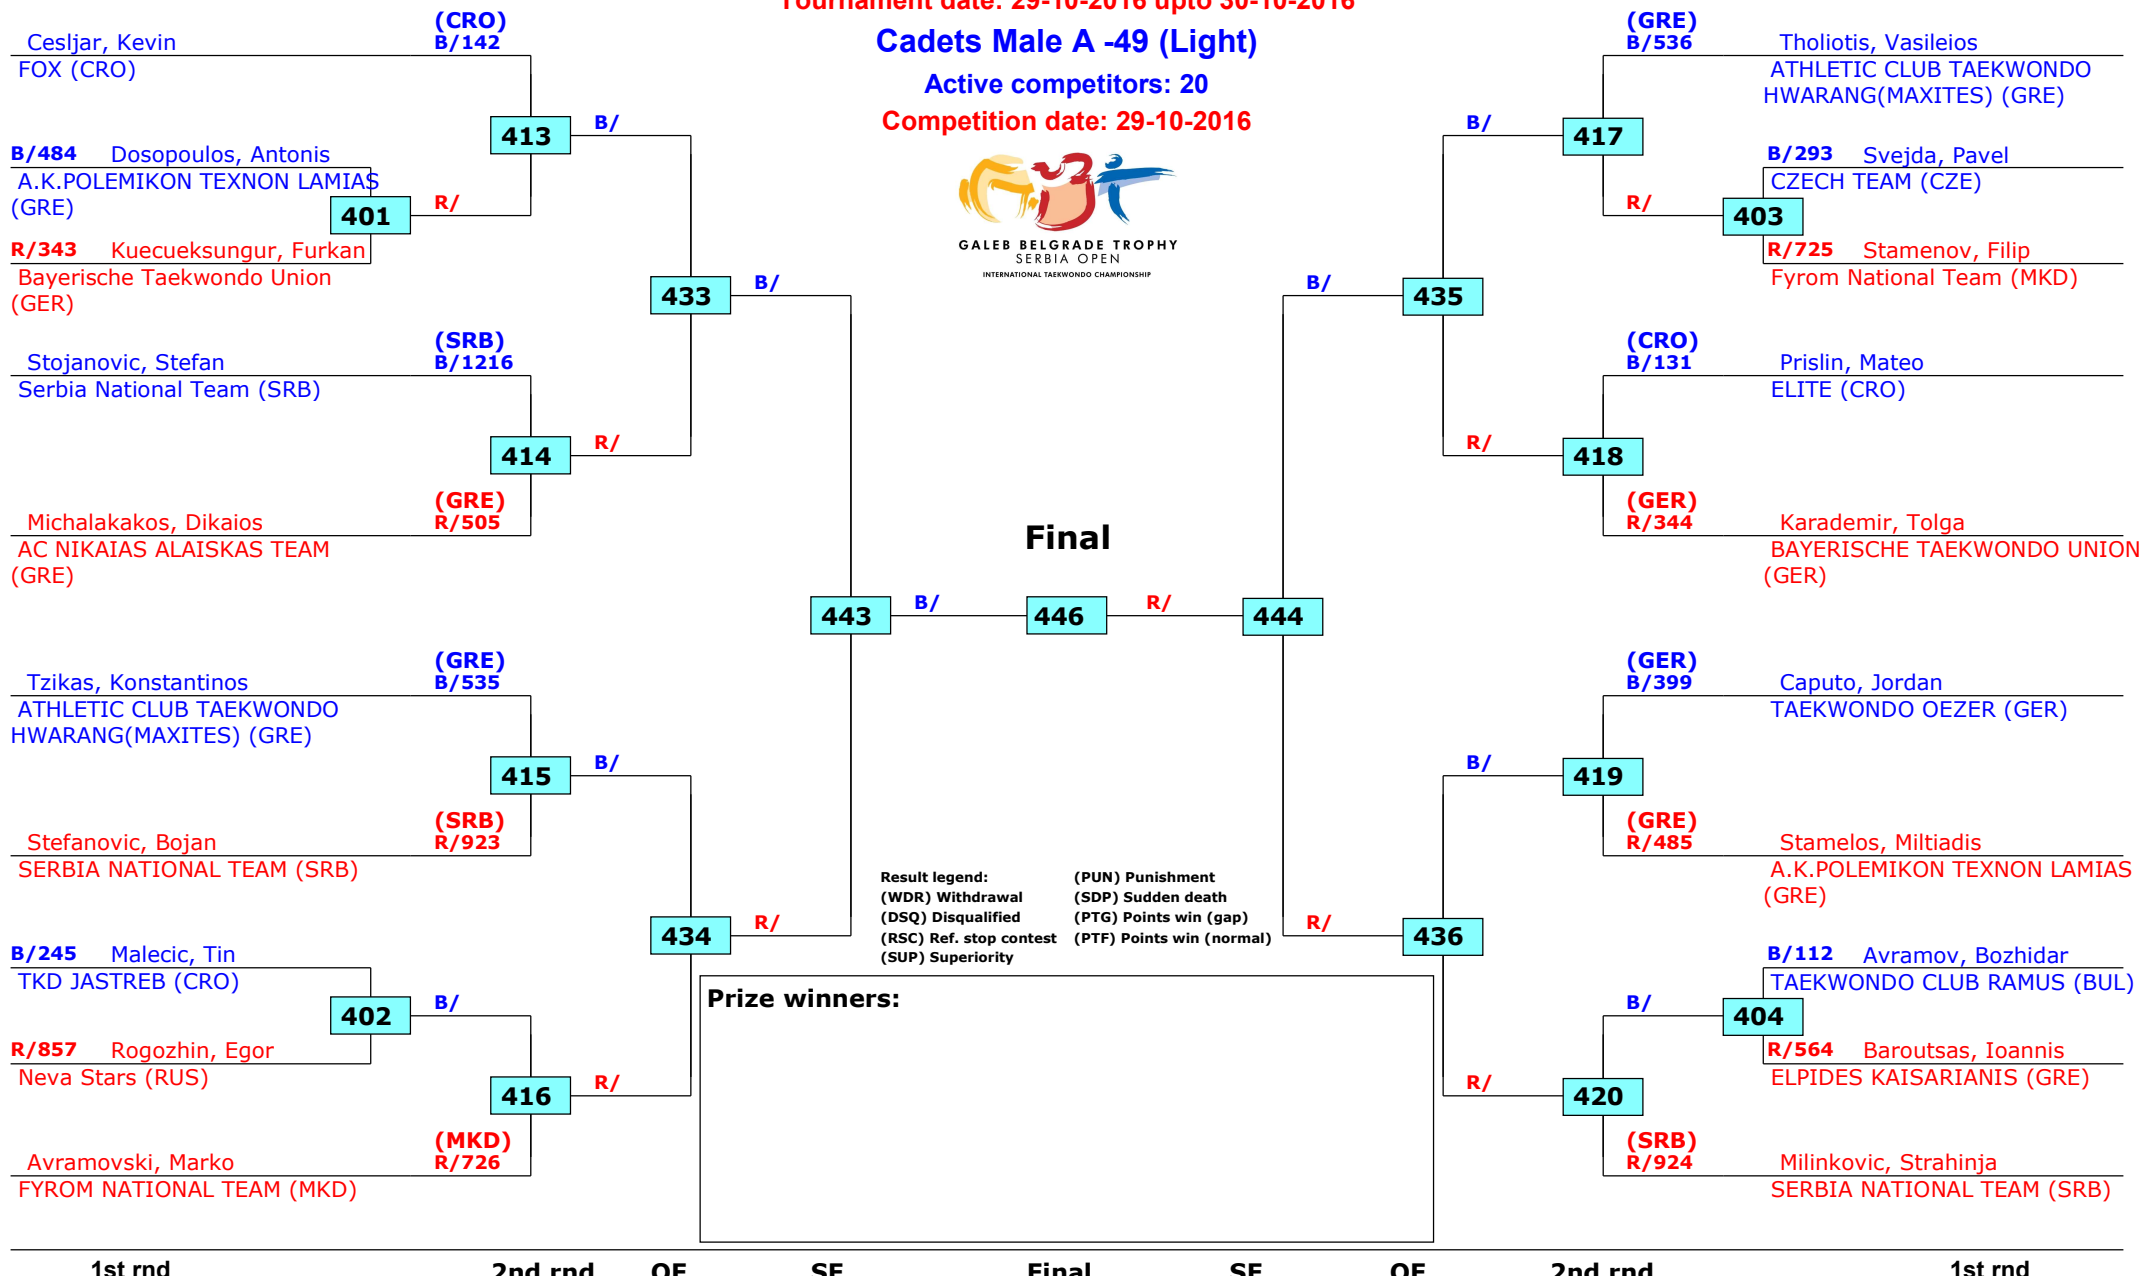 Tournament date: 29-10-2016 upto 30-10-2016
Cadets Male A -49 (Light)
Active competitors: 20
Competition date: 29-10-2016
GALEB BELGRADE TROPHY
SERBIA OPEN
INTERNATIONAL TAEKWONDO CHAMPIONSHIP
(CRO)
Cesljar, Kevin B/142
FOX (CRO)
413 B/
B/484 Dosopoulos, Antonis
A.K.POLEMIKON TEXNON LAMIAS
(GRE)
401 R/
R/343 Kuecueksungur, Furkan
Bayerische Taekwondo Union
(GER)
433 B/
(SRB)
Stojanovic, Stefan B/1216
Serbia National Team (SRB)
414 R/
(GRE)
Michalakakos, Dikaios R/505
AC NIKAIAS ALAISKAS TEAM
(GRE)
443 B/
(GRE)
Tzikas, Konstantinos B/535
ATHLETIC CLUB TAEKWONDO
HWARANG(MAXITES) (GRE)
415 B/
(SRB)
Stefanovic, Bojan R/923
SERBIA NATIONAL TEAM (SRB)
434 R/
B/245 Malecic, Tin
TKD JASTREB (CRO)
402 B/
R/857 Rogozhin, Egor
Neva Stars (RUS)
416 R/
(MKD)
Avramovski, Marko R/726
FYROM NATIONAL TEAM (MKD)
Final
446
(GRE)
B/536 Tholiotis, Vasileios
ATHLETIC CLUB TAEKWONDO
HWARANG(MAXITES) (GRE)
B/ 417
B/293 Svejda, Pavel
CZECH TEAM (CZE)
R/ 403
R/725 Stamenov, Filip
Fyrom National Team (MKD)
B/ 435
(CRO)
B/131 Prislin, Mateo
ELITE (CRO)
R/ 418
(GER)
R/344 Karademir, Tolga
BAYERISCHE TAEKWONDO UNION
(GER)
R/ 444
(GER)
B/399 Caputo, Jordan
TAEKWONDO OEZER (GER)
B/ 419
(GRE)
R/485 Stamelos, Miltiadis
A.K.POLEMIKON TEXNON LAMIAS
(GRE)
R/ 436
B/112 Avramov, Bozhidar
TAEKWONDO CLUB RAMUS (BUL)
B/ 404
R/564 Baroutsas, Ioannis
ELPIDES KAISARIANIS (GRE)
R/ 420
(SRB)
R/924 Milinkovic, Strahinja
SERBIA NATIONAL TEAM (SRB)
Result legend: (PUN) Punishment
(WDR) Withdrawal (SDP) Sudden death
(DSQ) Disqualified (PTG) Points win (gap)
(RSC) Ref. stop contest (PTF) Points win (normal)
(SUP) Superiority
Prize winners:
1st rnd 2nd rnd QF SF Final SF QF 2nd rnd 1st rnd